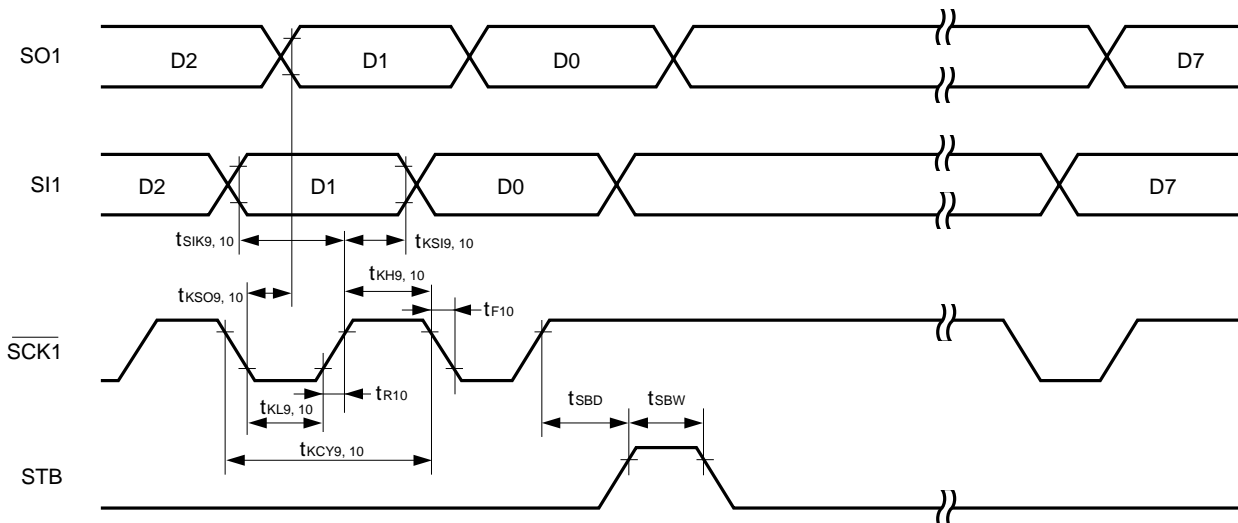 SO1
D2
D1
D0
D7
SI1
D2
D1
D0
D7
tSIK9, 10
tKSI9, 10
tKH9, 10
tKSO9, 10
tF10
SCK1
tR10
tKL9, 10
tSBD
tSBW
tKCY9, 10
STB